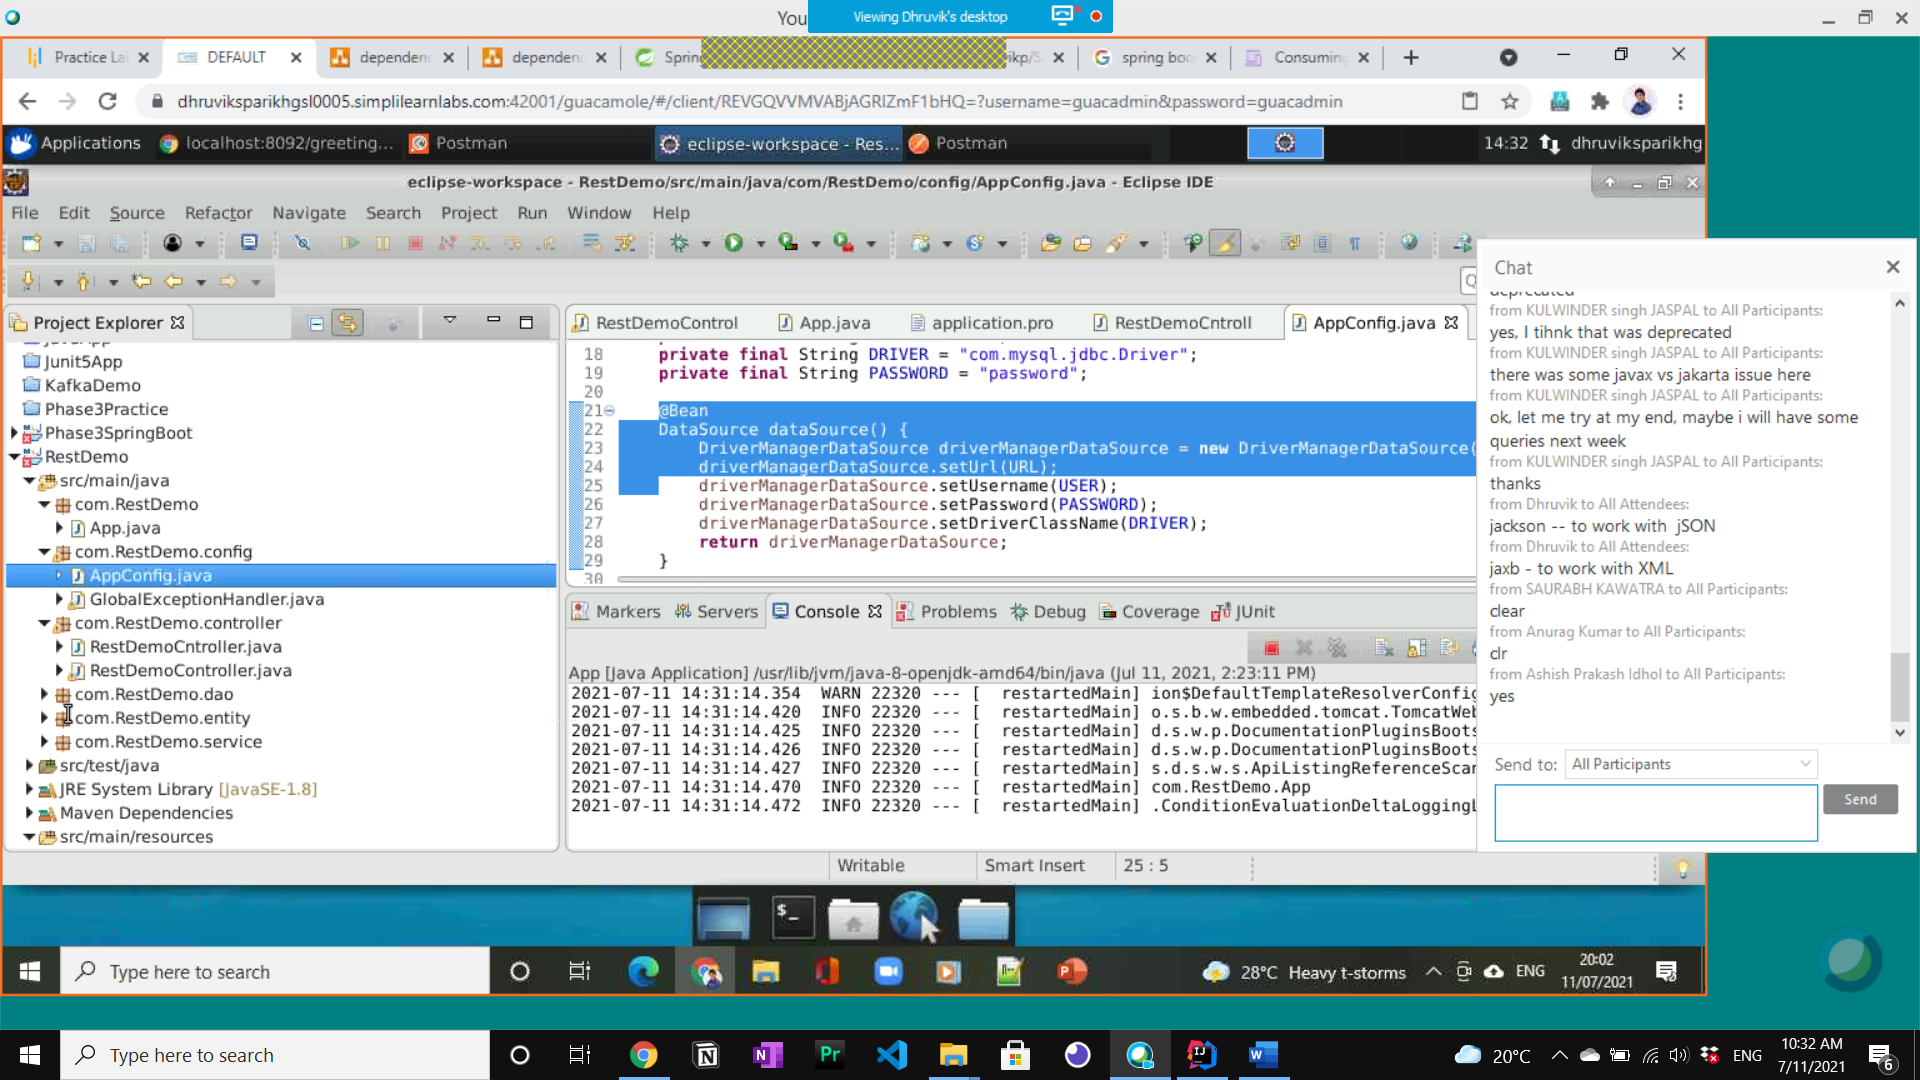 You
Viewing Dhruvik's desktop
Practice La
DEFAULT
dependen
dependen
Sprin
ikp/S
spring boo
Consuming
dhruviksparikhgsl0005.simplilearnlabs.com:42001/guacamole/#/client/REVGQVVMVABjAGRlZmF1bHQ=?username=guacadmin&password=guacadmin
Applications
localhost:8092/greeting...
Postman
eclipse-workspace - Res...
Postman
14:32
dhruviksparikhg
eclipse-workspace - RestDemo/src/main/java/com/RestDemo/config/AppConfig.java - Eclipse IDE
File Edit Source Refactor Navigate Search Project Run Window Help
Project Explorer
Junit5App
KafkaDemo
Phase3Practice
Phase3SpringBoot
RestDemo
src/main/java
com.RestDemo
App.java
com.RestDemo.config
AppConfig.java
GlobalExceptionHandler.java
com.RestDemo.controller
RestDemoCntroller.java
RestDemoController.java
com.RestDemo.dao
com.RestDemo.entity
com.RestDemo.service
src/test/java
JRE System Library [JavaSE-1.8]
Maven Dependencies
src/main/resources
RestDemoControl
App.java
application.pro
RestDemoCntroll
AppConfig.java
18 private final String DRIVER = "com.mysql.jdbc.Driver";
19 private final String PASSWORD = "password";
20
21 @Bean
22 DataSource dataSource() {
23 DriverManagerDataSource driverManagerDataSource = new DriverManagerDataSource(
24 driverManagerDataSource.setUrl(URL);
25 driverManagerDataSource.setUsername(USER);
26 driverManagerDataSource.setPassword(PASSWORD);
27 driverManagerDataSource.setDriverClassName(DRIVER);
28 return driverManagerDataSource;
29 }
30
Markers Servers Console Problems Debug Coverage JUnit
App [Java Application] /usr/lib/jvm/java-8-openjdk-amd64/bin/java (Jul 11, 2021, 2:23:11 PM)
2021-07-11 14:31:14.354 WARN 22320 --- [ restartedMain] ion$DefaultTemplateResolverConfig
2021-07-11 14:31:14.420 INFO 22320 --- [ restartedMain] o.s.b.w.embedded.tomcat.TomcatWeb
2021-07-11 14:31:14.425 INFO 22320 --- [ restartedMain] d.s.w.p.DocumentationPluginsBoots
2021-07-11 14:31:14.426 INFO 22320 --- [ restartedMain] d.s.w.p.DocumentationPluginsBoots
2021-07-11 14:31:14.427 INFO 22320 --- [ restartedMain] s.d.s.w.s.ApiListingReferenceScan
2021-07-11 14:31:14.470 INFO 22320 --- [ restartedMain] com.RestDemo.App
2021-07-11 14:31:14.472 INFO 22320 --- [ restartedMain] .ConditionEvaluationDeltaLoggingL
Writable
Smart Insert
25 : 5
Chat
deprecated
from KULWINDER singh JASPAL to All Participants:
yes, I tihnk that was deprecated
from KULWINDER singh JASPAL to All Participants:
there was some javax vs jakarta issue here
from KULWINDER singh JASPAL to All Participants:
ok, let me try at my end, maybe i will have some
queries next week
from KULWINDER singh JASPAL to All Participants:
thanks
from Dhruvik to All Attendees:
jackson -- to work with jSON
from Dhruvik to All Attendees:
jaxb - to work with XML
from SAURABH KAWATRA to All Participants:
clear
from Anurag Kumar to All Participants:
clr
from Ashish Prakash Idhol to All Participants:
yes
Send to: All Participants
Send
Type here to search
28°C Heavy t-storms
ENG
20:02
11/07/2021
Type here to search
20°C
ENG
10:32 AM
7/11/2021
6